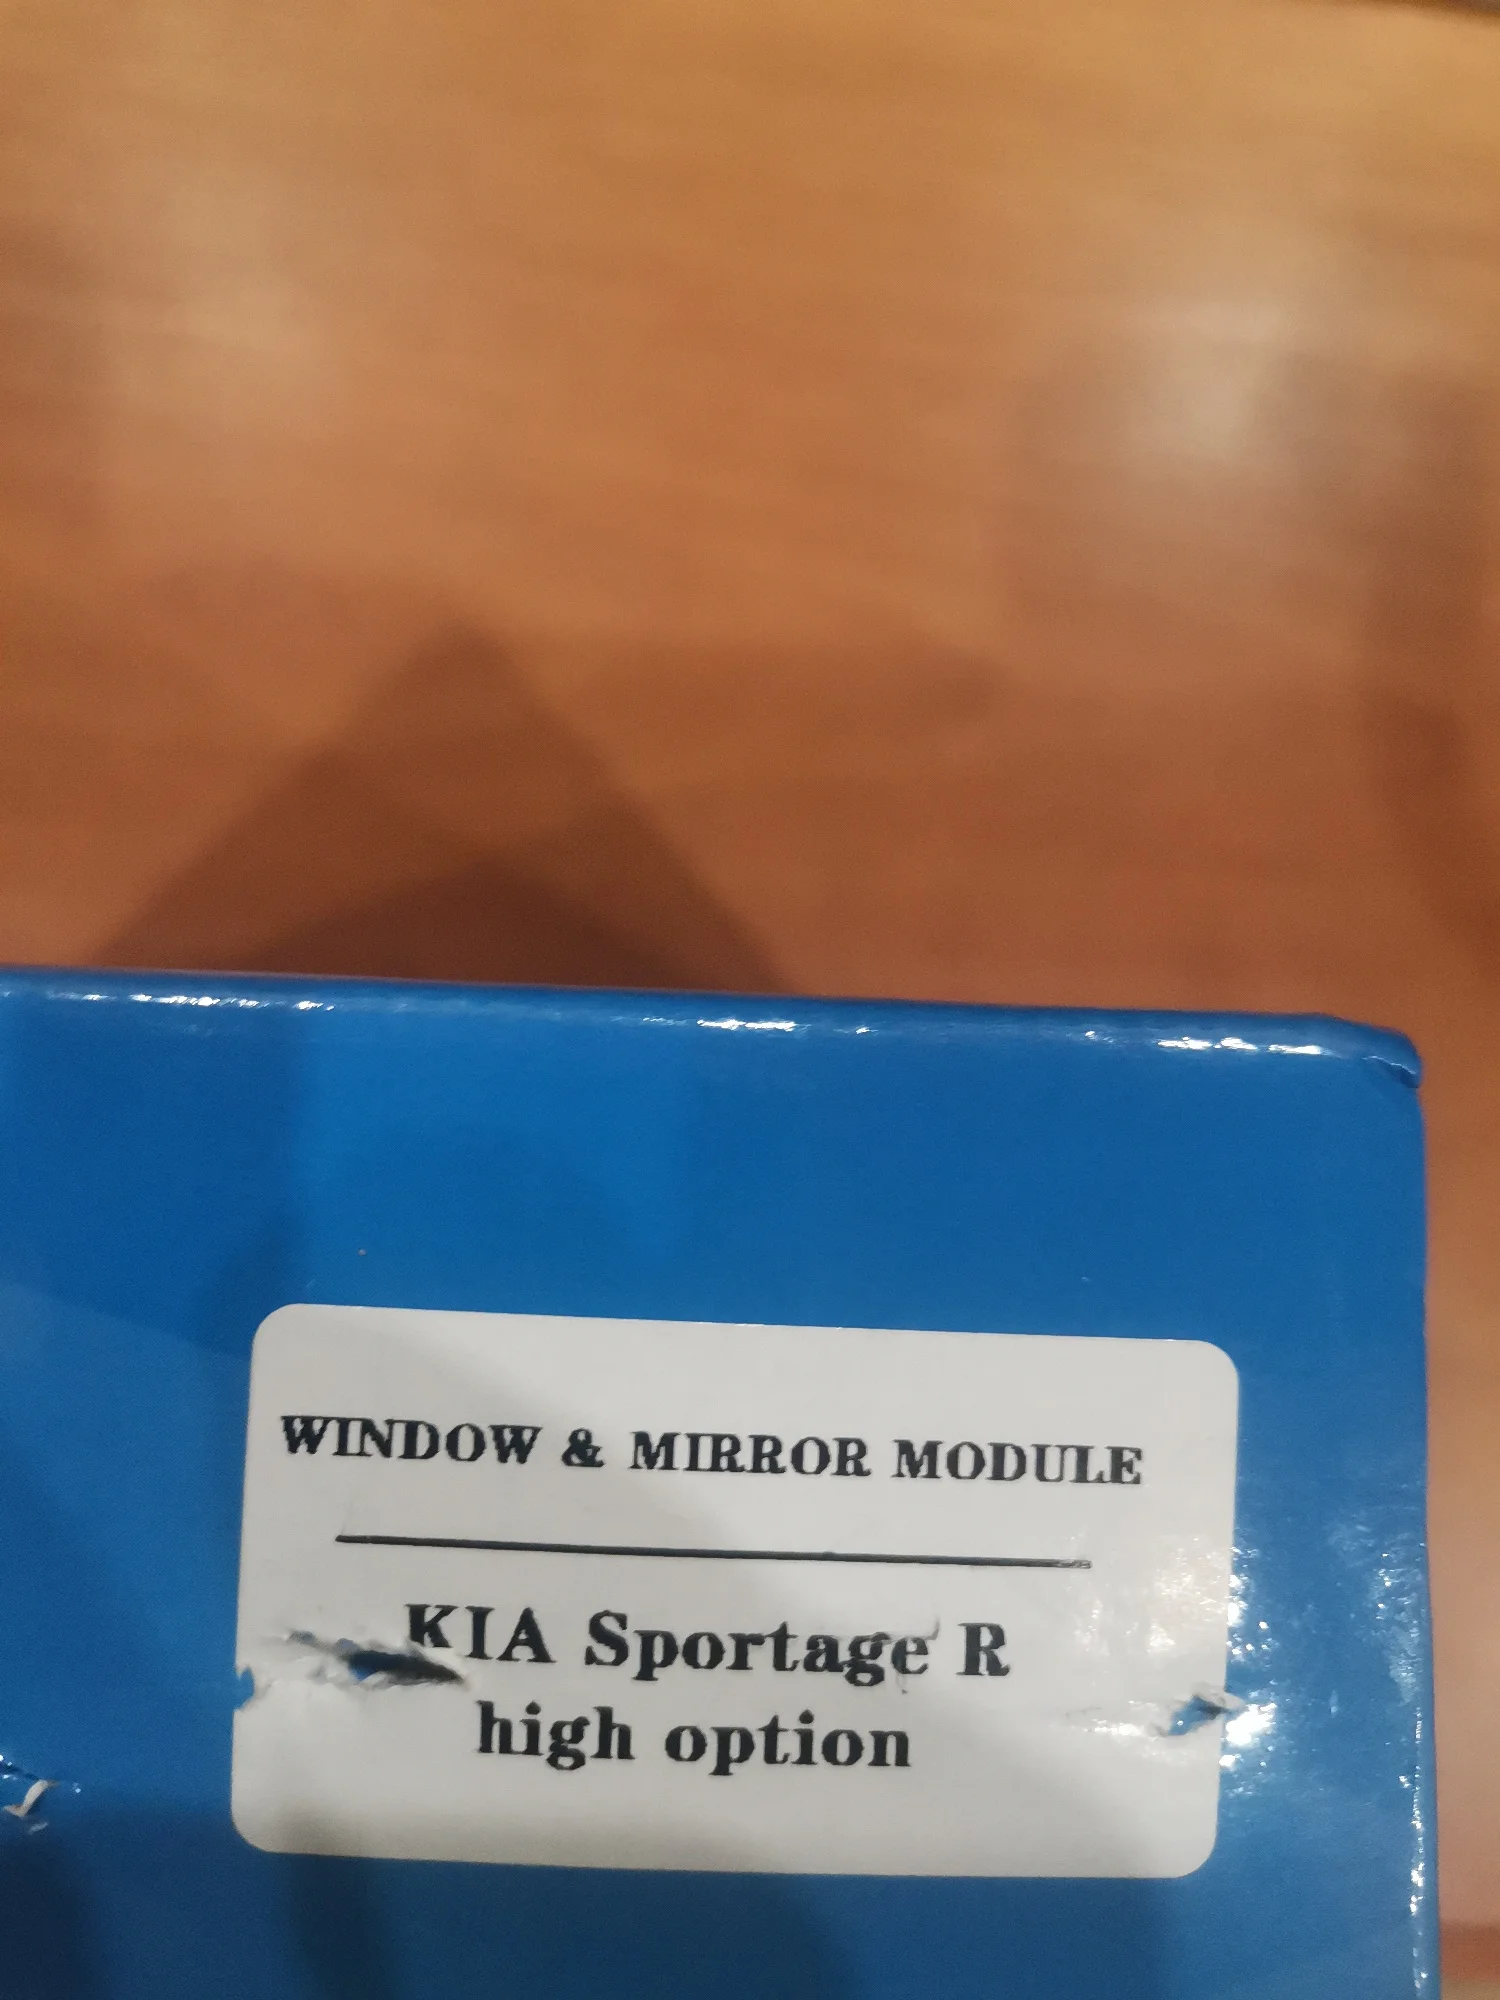 WINDOW & MIRROR MODULE
KIA Sportage R
high option